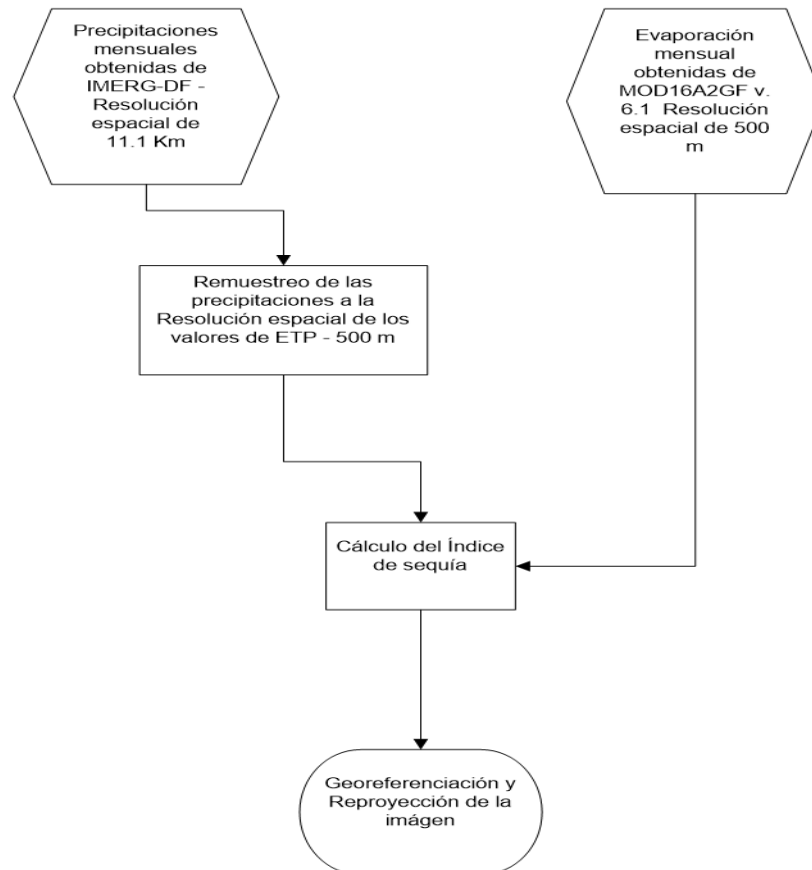 Precipitaciones
mensuales
obtenidas de
IMERG-DF -
Resolución
espacial de
11.1 Km
Evaporación
mensual
obtenidas de
MOD16A2GF v.
6.1 Resolución
espacial de 500
m
Remuestreo de las
precipitaciones a la
Resolución espacial de los
valores de ETP - 500 m
Cálculo del Índice
de sequía
Georeferenciación y
Reproyección de la
imágen